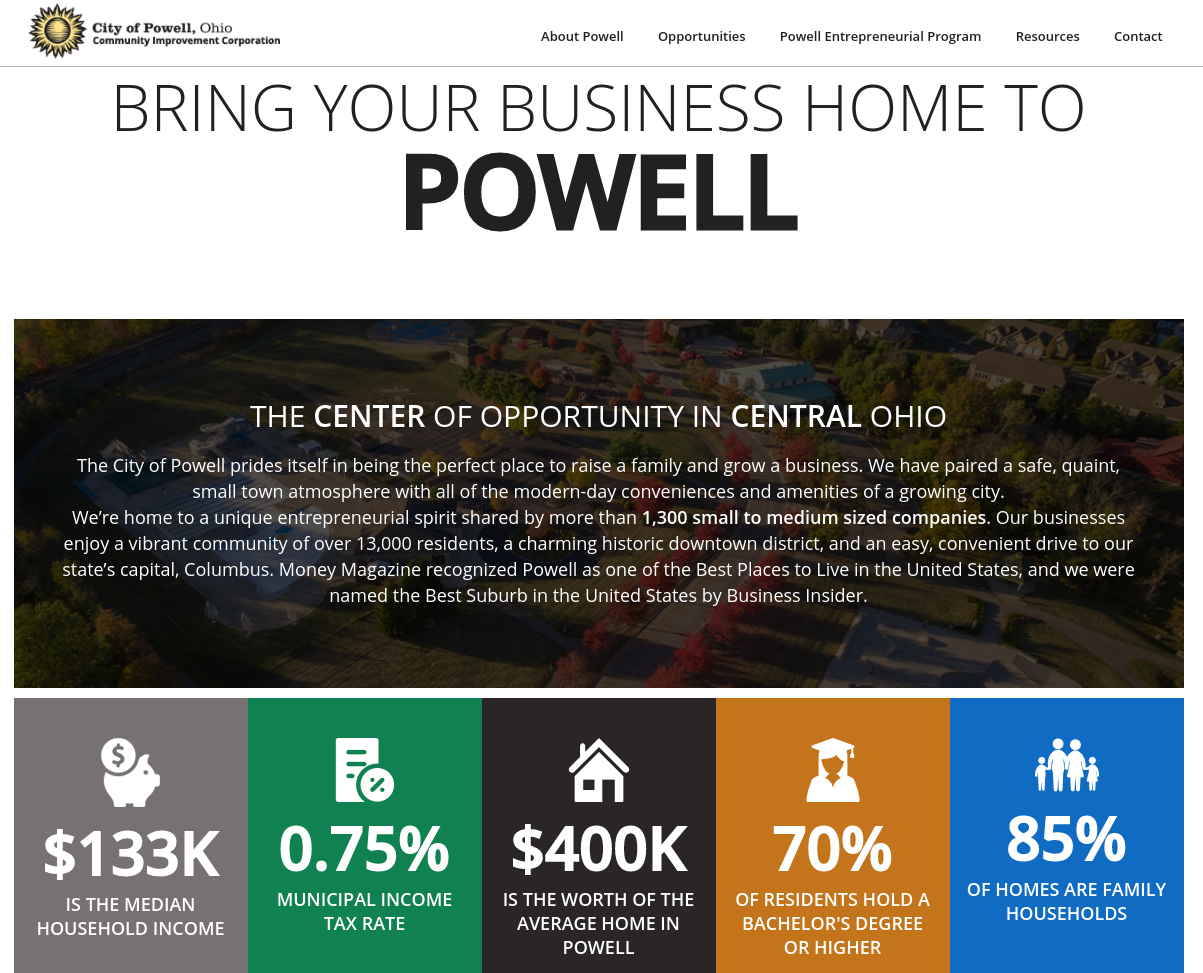 City of Powell, Ohio
Community Improvement Corporation
About Powell Opportunities Powell Entrepreneurial Program Resources Contact
BRING YOUR BUSINESS HOME TO
POWELL
THE CENTER OF OPPORTUNITY IN CENTRAL OHIO
The City of Powell prides itself in being the perfect place to raise a family and grow a business. We have paired a safe, quaint,
small town atmosphere with all of the modern-day conveniences and amenities of a growing city.
We’re home to a unique entrepreneurial spirit shared by more than 1,300 small to medium sized companies. Our businesses
enjoy a vibrant community of over 13,000 residents, a charming historic downtown district, and an easy, convenient drive to our
state’s capital, Columbus. Money Magazine recognized Powell as one of the Best Places to Live in the United States, and we were
named the Best Suburb in the United States by Business Insider.
$
$133K
IS THE MEDIAN
HOUSEHOLD INCOME
%
0.75%
MUNICIPAL INCOME
TAX RATE
$400K
IS THE WORTH OF THE
AVERAGE HOME IN
POWELL
70%
OF RESIDENTS HOLD A
BACHELOR'S DEGREE
OR HIGHER
85%
OF HOMES ARE FAMILY
HOUSEHOLDS